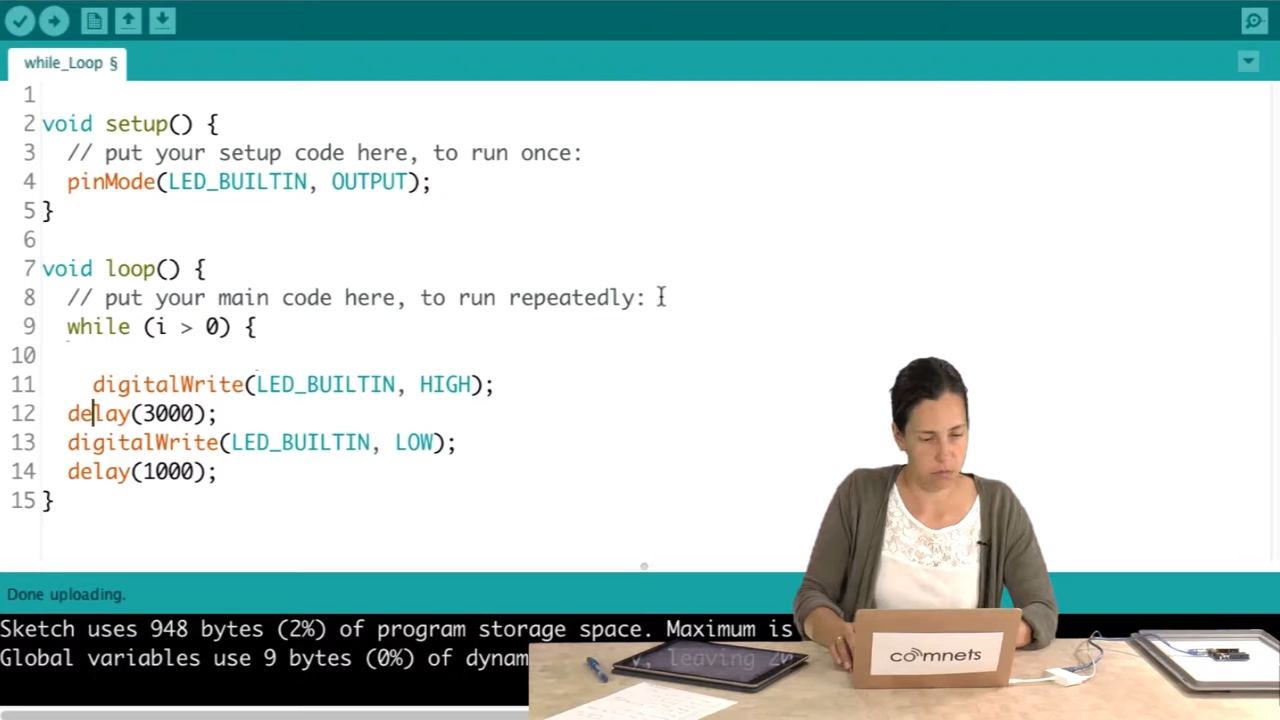 while_Loop §
1
2 void setup() {
3 // put your setup code here, to run once:
4 pinMode(LED_BUILTIN, OUTPUT);
5 }
6
7 void loop() {
8 // put your main code here, to run repeatedly:
9 while (i > 0) {
10
11 digitalWrite(LED_BUILTIN, HIGH);
12 delay(3000);
13 digitalWrite(LED_BUILTIN, LOW);
14 delay(1000);
15 }
Done uploading.
Sketch uses 948 bytes (2%) of program storage space. Maximum is
Global variables use 9 bytes (0%) of leaving
comnets